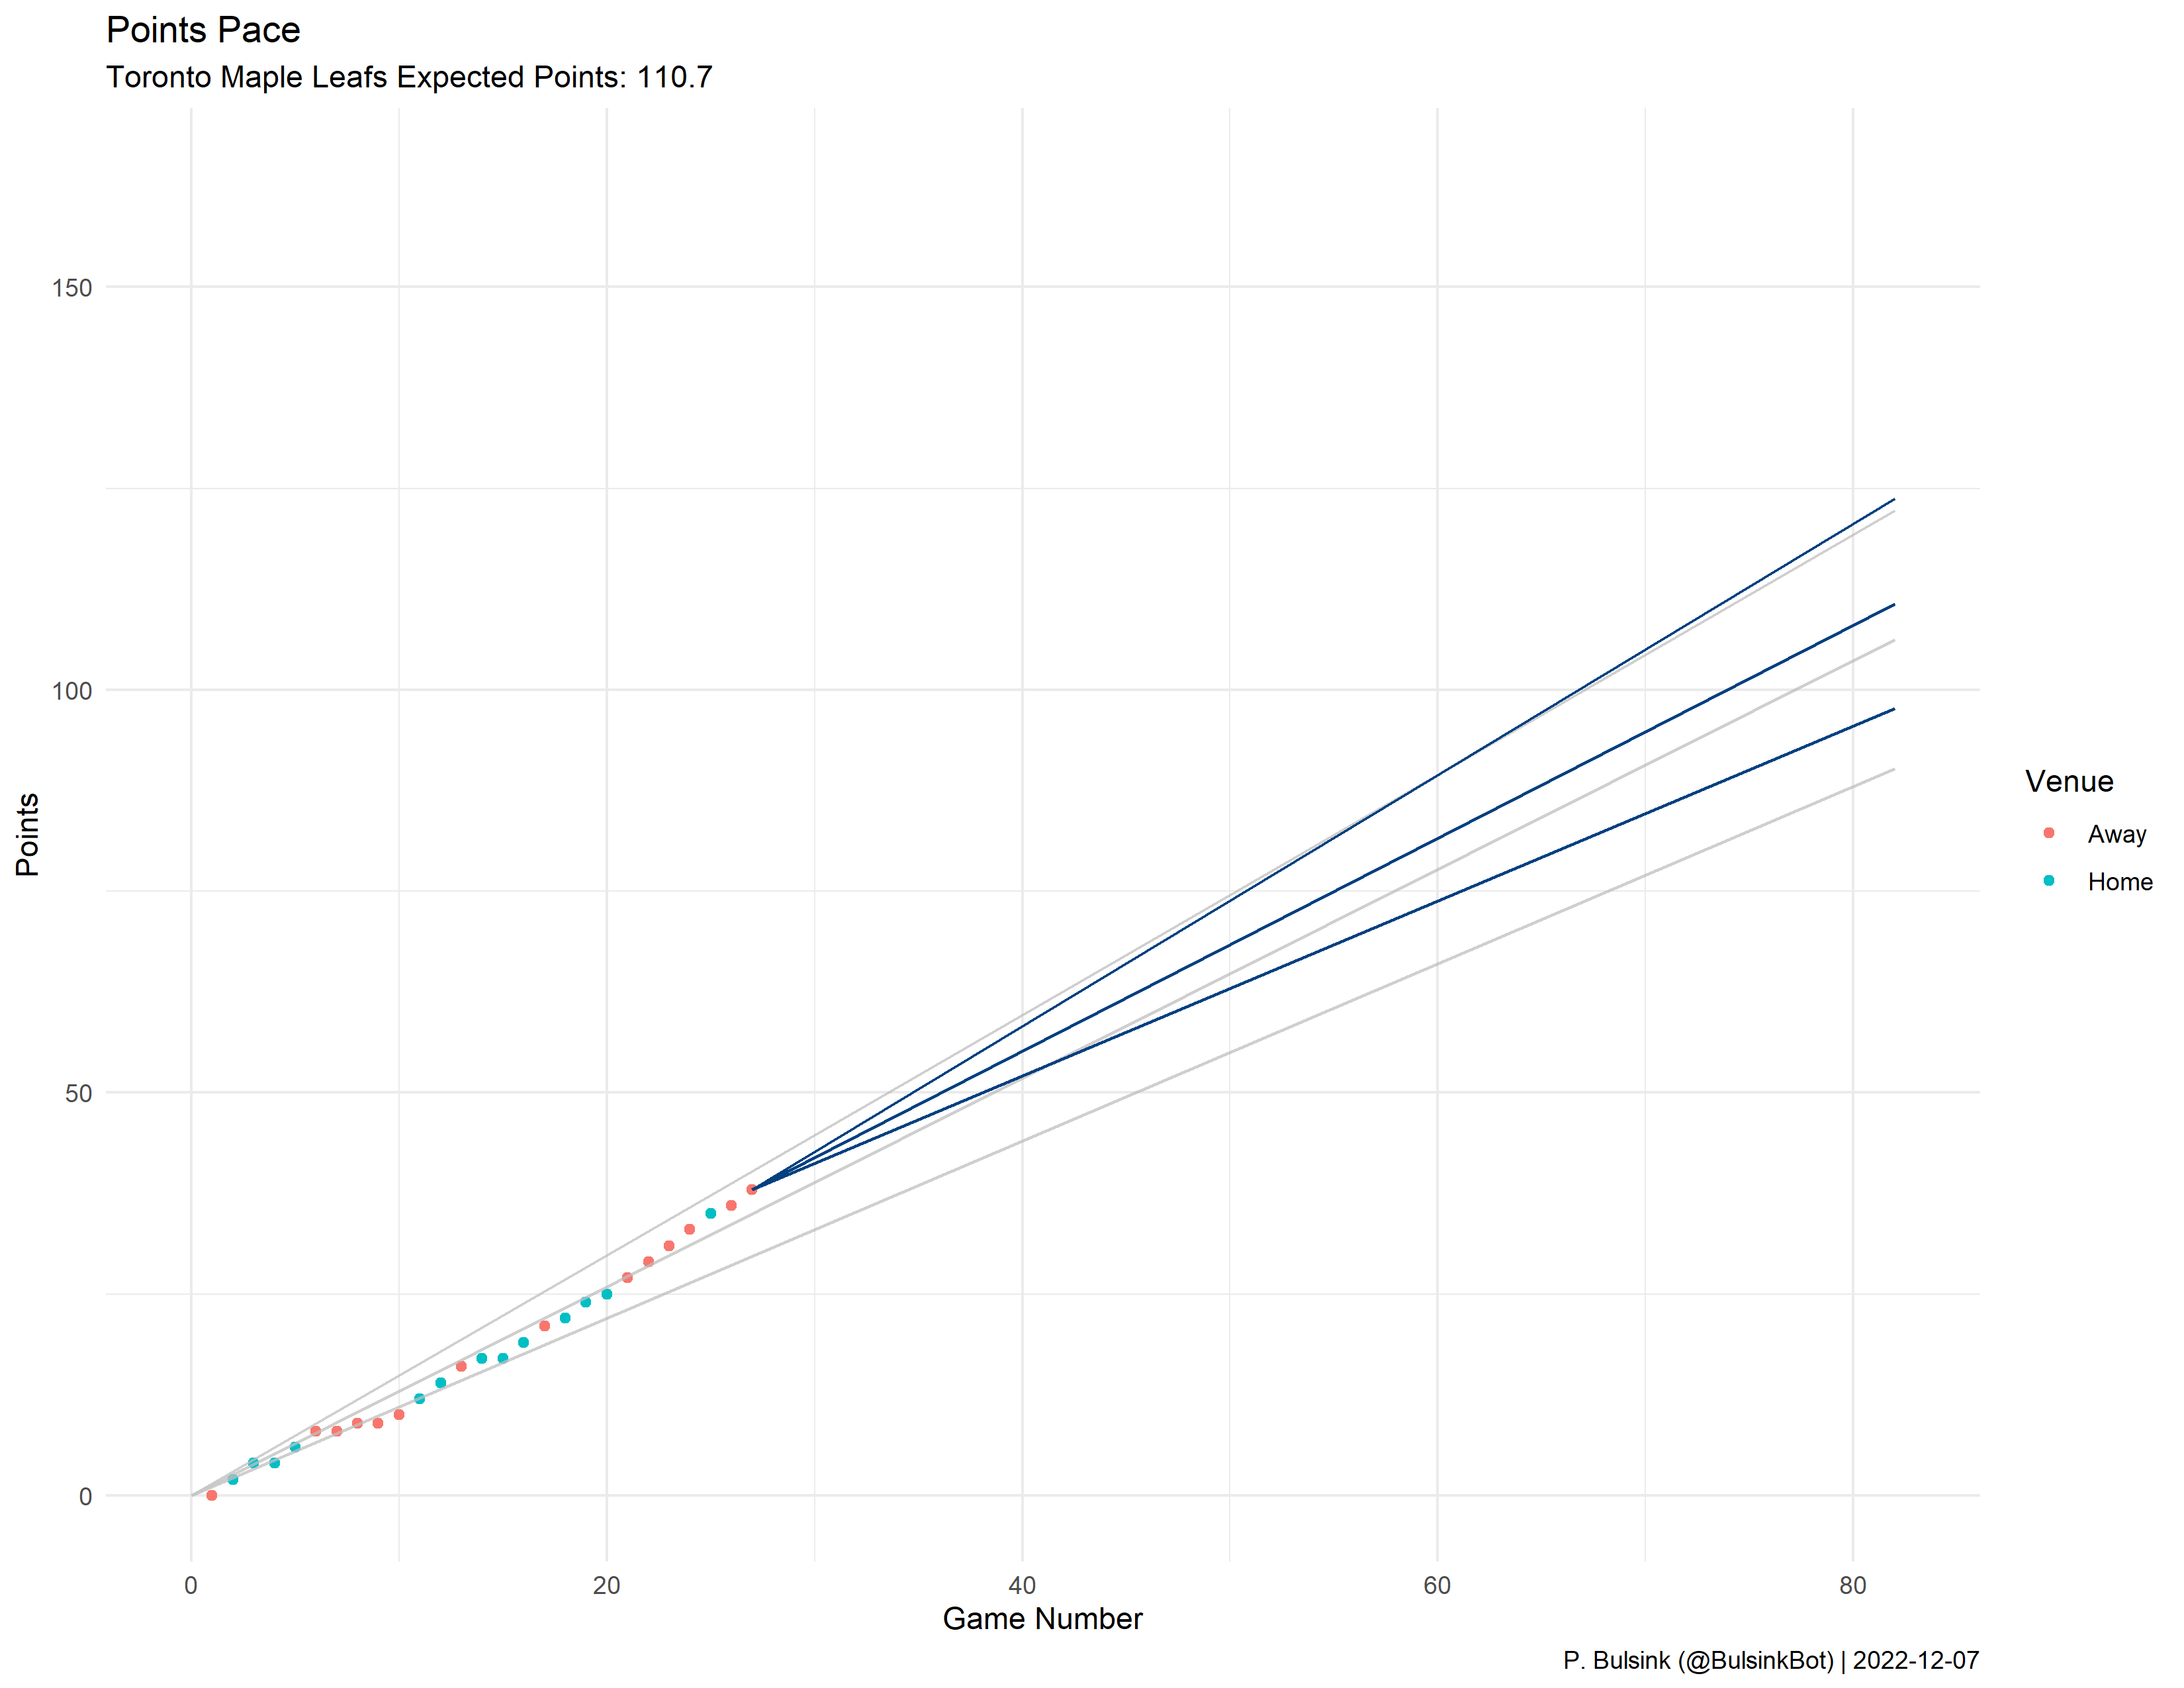 Points Pace
Toronto Maple Leafs Expected Points: 110.7
150
100
50
0
Points
0 20 40 60 80
Game Number
Venue
Away
Home
P. Bulsink (@BulsinkBot) | 2022-12-07